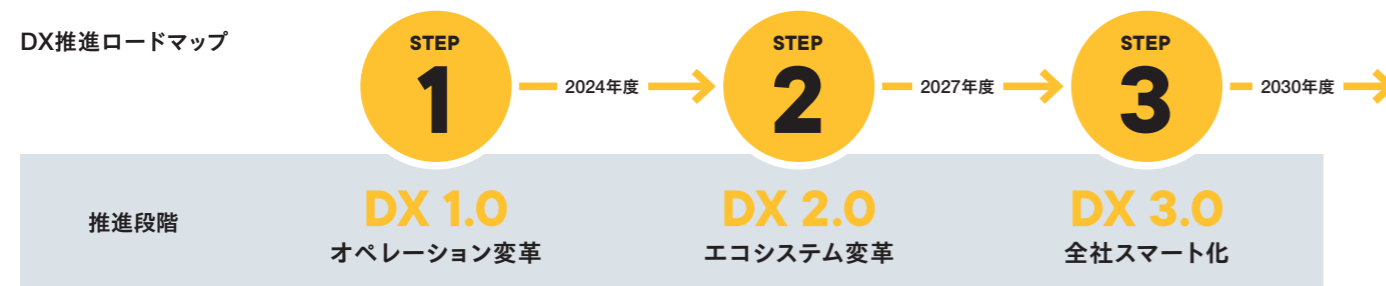 DX推進ロードマップ
STEP
1
2024年度
STEP
2
2027年度
STEP
3
2030年度
推進段階
DX 1.0
オペレーション変革
DX 2.0
エコシステム変革
DX 3.0
全社スマート化